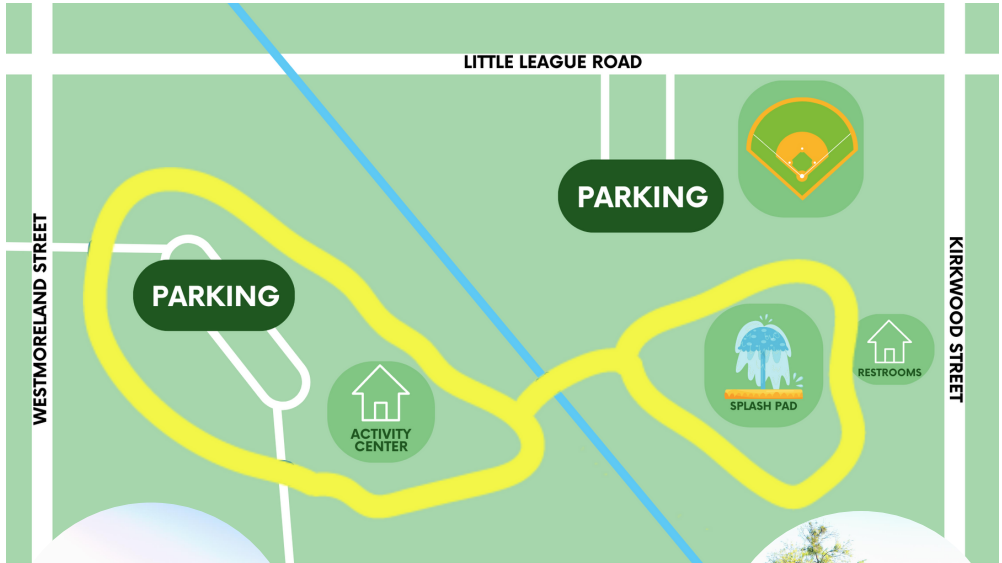 LITTLE LEAGUE ROAD
PARKING
WESTMORELAND STREET
KIRKWOOD STREET
PARKING
RESTROOMS
SPLASH PAD
ACTIVITY
CENTER